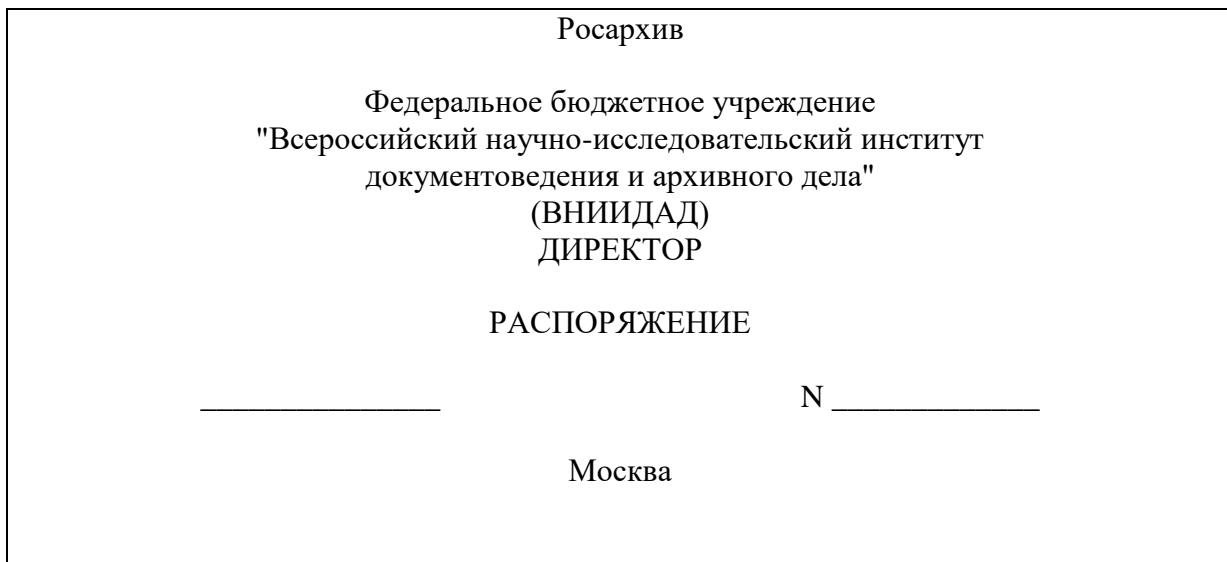 Росархив
Федеральное бюджетное учреждение
"Всероссийский научно-исследовательский институт
документоведения и архивного дела"
(ВНИИДАД)
ДИРЕКТОР
РАСПОРЯЖЕНИЕ
_______________ N _____________
Москва